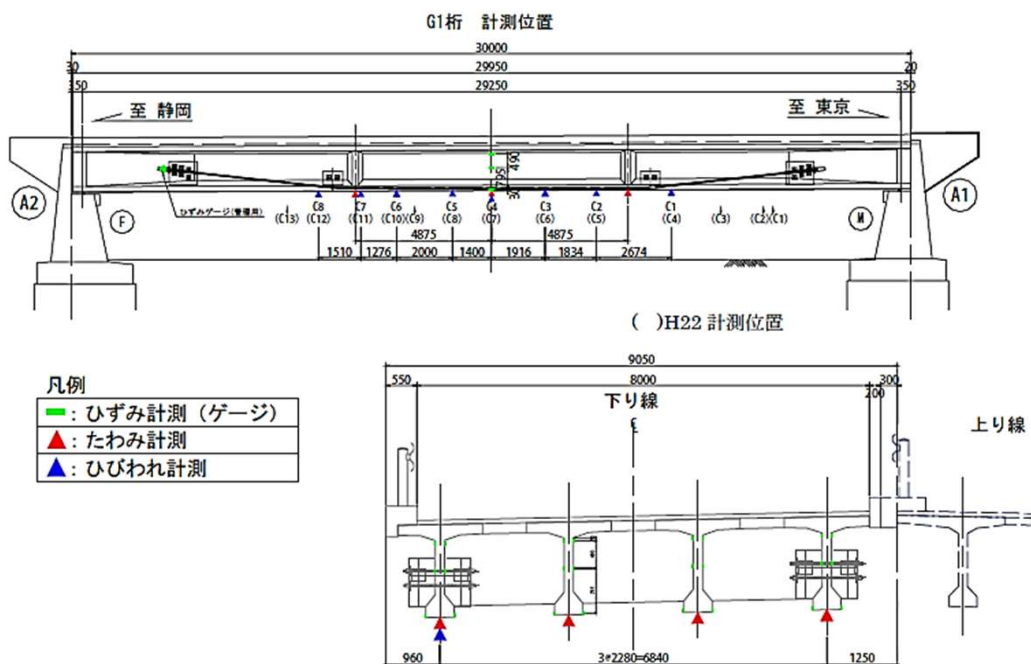 G1桁 計測位置
30000
30
29950
20
350
29250
350
至 静岡
至 東京
490
795
30
A2
F
ひずみゲージ(管理用)
M
A1
C8
C7
C6
C5
C4
C3
C2
C1
(C13)
(C12)
(C11)
(C10)
(C9)
(C8)
(C7)
(C6)
(C5)
(C4)
(C3)
(C2)
(C1)
4875
4875
1510
1276
2000
1400
1916
1834
2674
( )H22 計測位置
9050
550
8000
300
200
下り線
上り線
凡例
: ひずみ計測（ゲージ）
: たわみ計測
: ひびわれ計測
960
3@2280=6840
1250